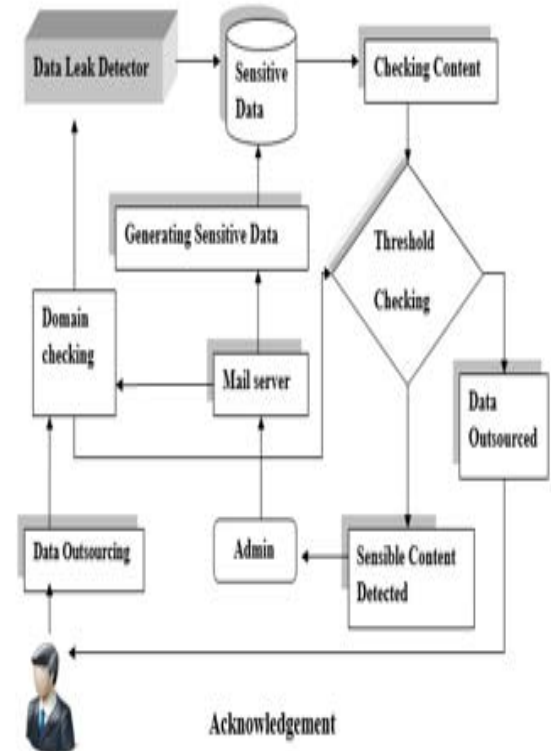 Data Leak Detector
Sensitive
Data
Checking Content
Generating Sensitive Data
Threshold
Checking
Domain
checking
Mail server
Data
Outsourced
Data Outsourcing
Admin
Sensible Content
Detected
Acknowledgement